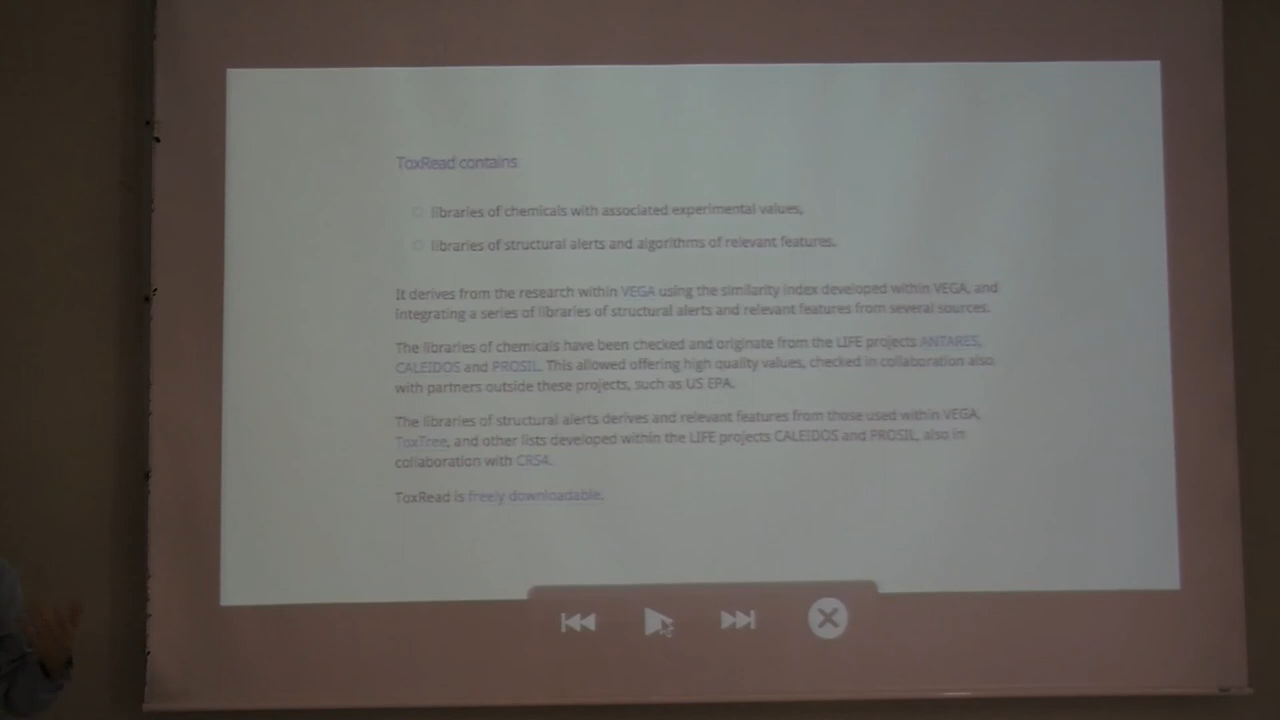 ToxRead contains
libraries of chemicals with associated experimental values,
libraries of structural alerts and algorithms of relevant features.
It derives from the research within VEGA using the similarity index developed within VEGA, and
integrating a series of libraries of structural alerts and relevant features from several sources.
The libraries of chemicals have been checked and originate from the LIFE projects ANTARES,
CALEIDOS and PROSIL. This allowed offering high quality values, checked in collaboration also
with partners outside these projects, such as US EPA.
The libraries of structural alerts derives and relevant features from those used within VEGA,
ToxTree, and other lists developed within the LIFE projects CALEIDOS and PROSIL, also in
collaboration with CRS4.
ToxRead is freely downloadable.